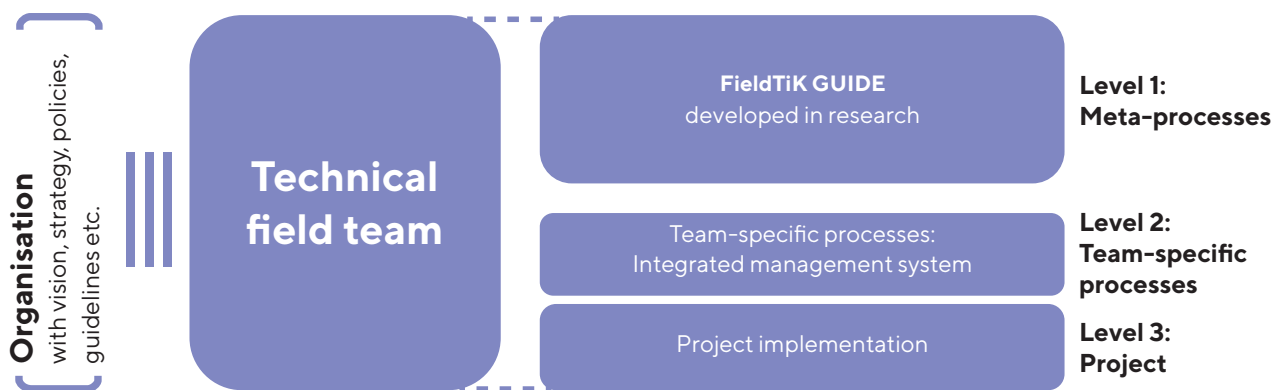 Organisation
with vision, strategy, policies,
guidelines etc.
Technical
field team
FieldTiK GUIDE
developed in research
Level 1:
Meta-processes
Team-specific processes:
Integrated management system
Level 2:
Team-specific
processes
Project implementation
Level 3:
Project